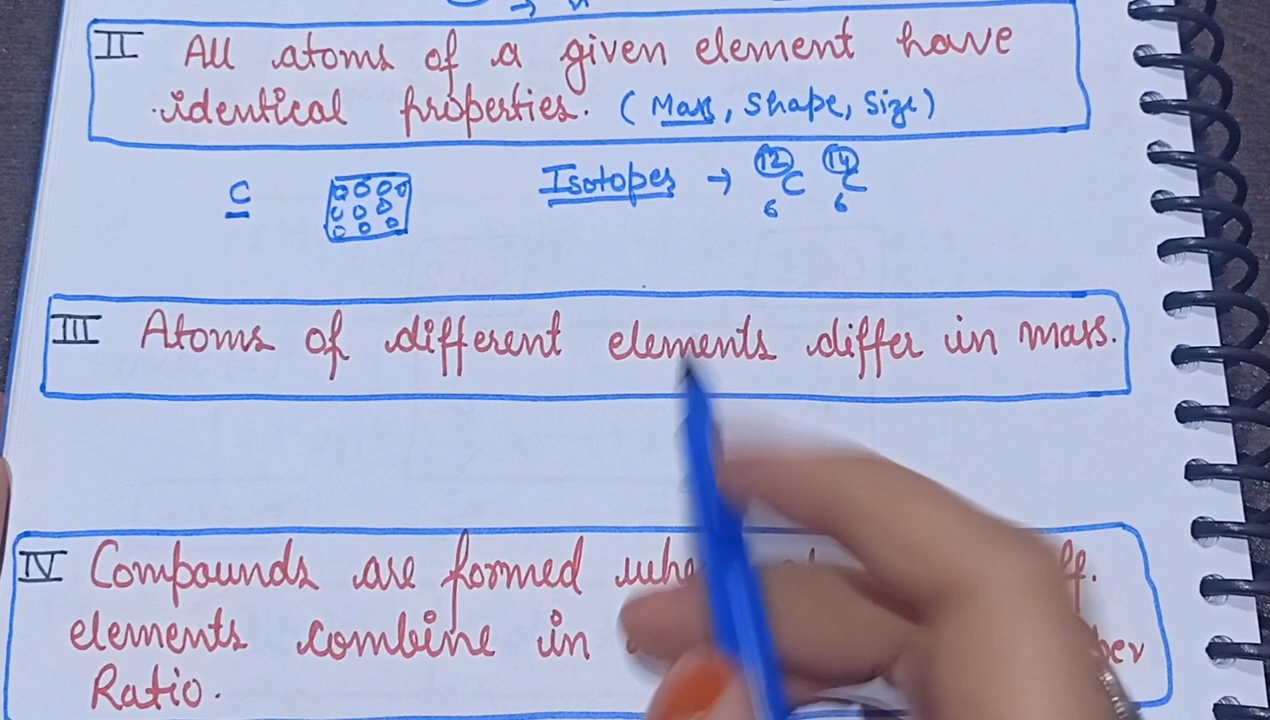 II All atoms of a given element have
identical properties. (Mass, Shape, Size)
C
Isotopes → 12 C 6 14 C 6
III Atoms of different elements differ in mass.
IV Compounds are formed
elements combine in
Ratio.